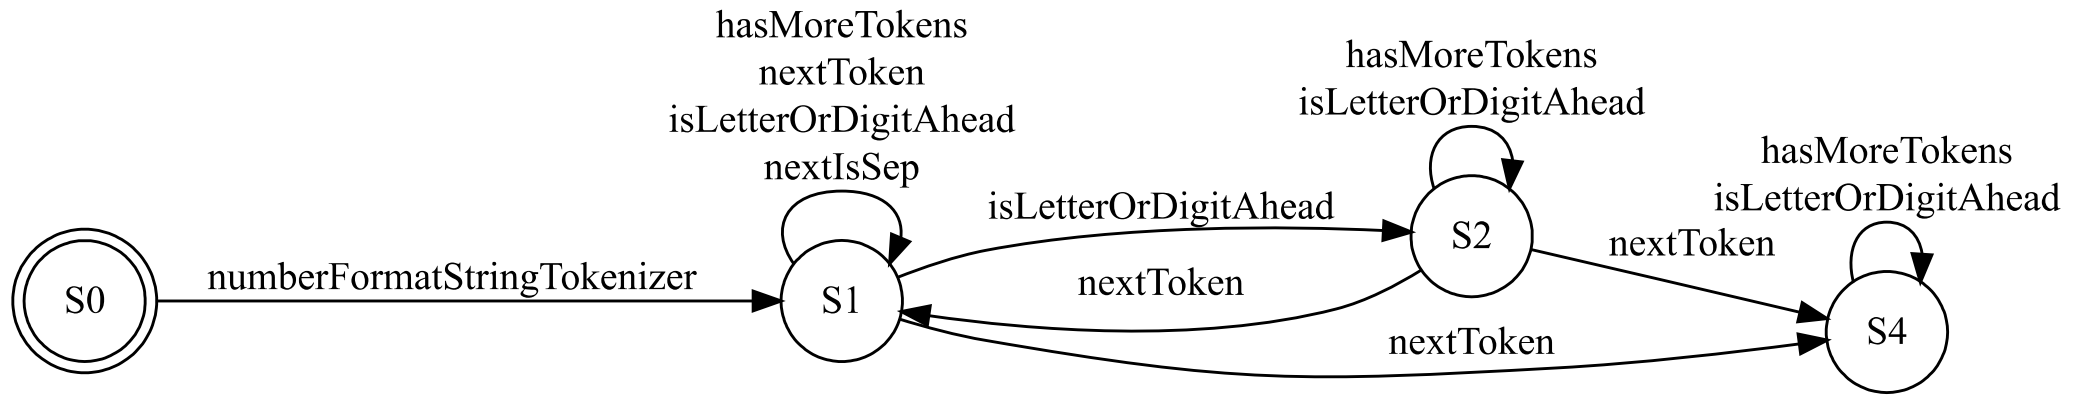 hasMoreTokens
nextToken
isLetterOrDigitAhead
nextIsSep
hasMoreTokens
isLetterOrDigitAhead
hasMoreTokens
isLetterOrDigitAhead
isLetterOrDigitAhead
nextToken
numberFormatStringTokenizer
nextToken
nextToken
S0
S1
S2
S4